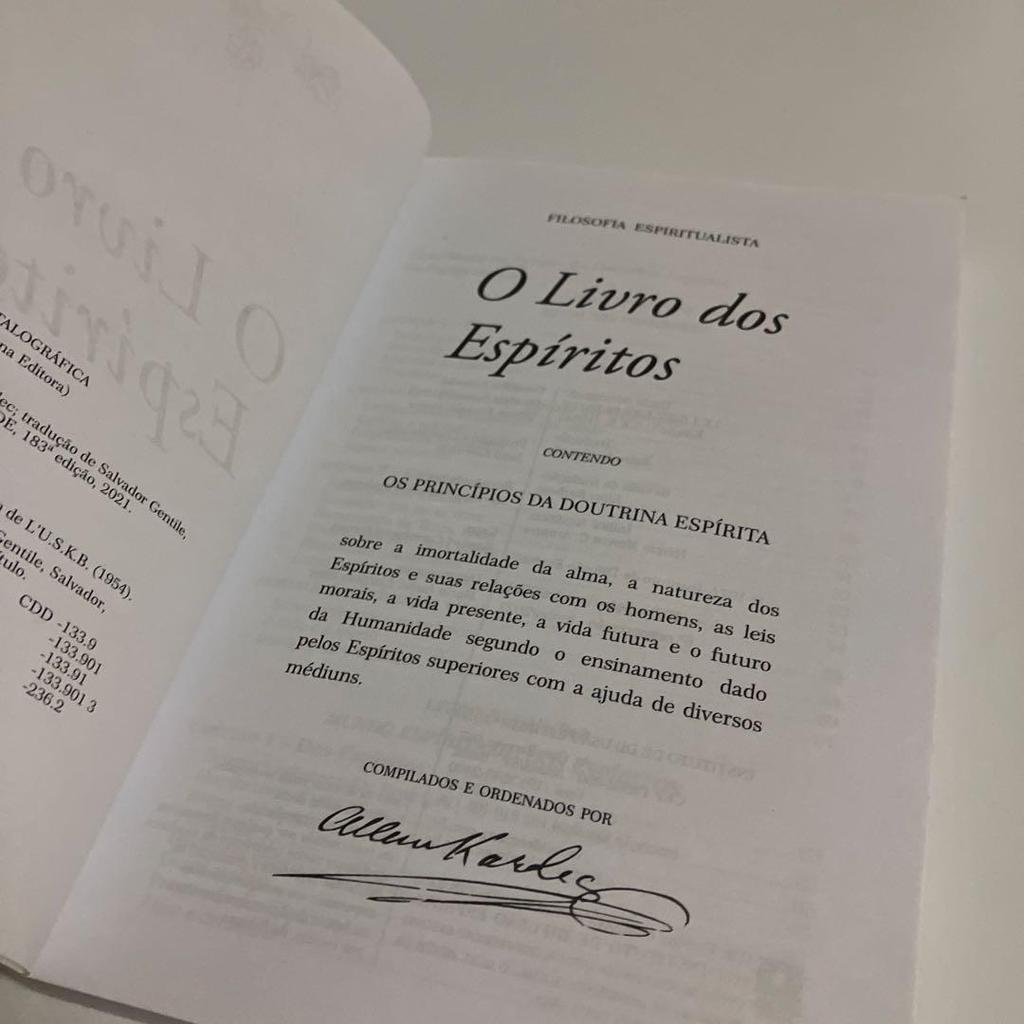 O Livro
TALOGRÁFICA
na Editora)
ec; tradução de Salvador Gentile,
DE, 183ª edição, 2021.
de L'U.S.K.B. (1954).
Gentile, Salvador,
ítulo.
CDD -133.9
-133.901
-133.91
-133.901 3
-236.2
FILOSOFIA ESPIRITUALISTA
O Livro dos
Espíritos
CONTENDO
OS PRINCÍPIOS DA DOUTRINA ESPÍRITA
sobre a imortalidade da alma, a natureza dos
Espíritos e suas relações com os homens, as leis
morais, a vida presente, a vida futura e o futuro
da Humanidade segundo o ensinamento dado
pelos Espíritos superiores com a ajuda de diversos
médiuns.
COMPILADOS E ORDENADOS POR
Allan Kardec